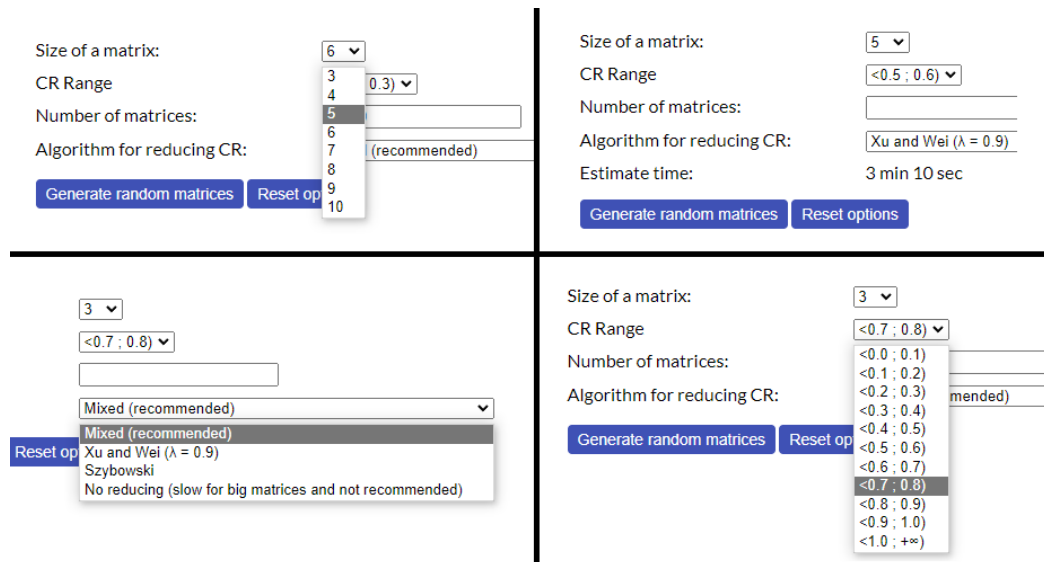 Size of a matrix: 6
3
4
5
6
7
8
9
10
CR Range 0.3)
Number of matrices:
Algorithm for reducing CR: (recommended)
Generate random matrices Reset op
Size of a matrix: 5
CR Range <0.5 ; 0.6)
Number of matrices:
Algorithm for reducing CR: Xu and Wei (λ = 0.9)
Estimate time: 3 min 10 sec
Generate random matrices Reset options
3
<0.7 ; 0.8)
Mixed (recommended)
Mixed (recommended)
Xu and Wei (λ = 0.9)
Szybowski
No reducing (slow for big matrices and not recommended)
Reset op
Size of a matrix: 3
CR Range <0.7 ; 0.8)
Number of matrices:
Algorithm for reducing CR: mended)
Generate random matrices Reset op
<0.0 ; 0.1)
<0.1 ; 0.2)
<0.2 ; 0.3)
<0.3 ; 0.4)
<0.4 ; 0.5)
<0.5 ; 0.6)
<0.6 ; 0.7)
<0.7 ; 0.8)
<0.8 ; 0.9)
<0.9 ; 1.0)
<1.0 ; +∞)